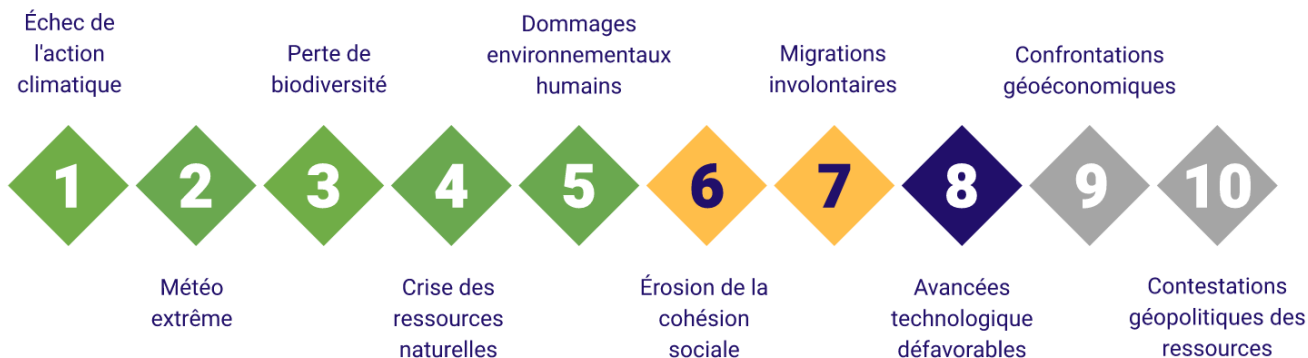 Échec de
l'action
climatique
Perte de
biodiversité
Dommages
environnementaux
humains
Migrations
involontaires
Confrontations
géoéconomiques
1
2
3
4
5
6
7
8
9
10
Météo
extrême
Crise des
ressources
naturelles
Érosion de la
cohésion
sociale
Avancées
technologique
défavorables
Contestations
géopolitiques des
ressources